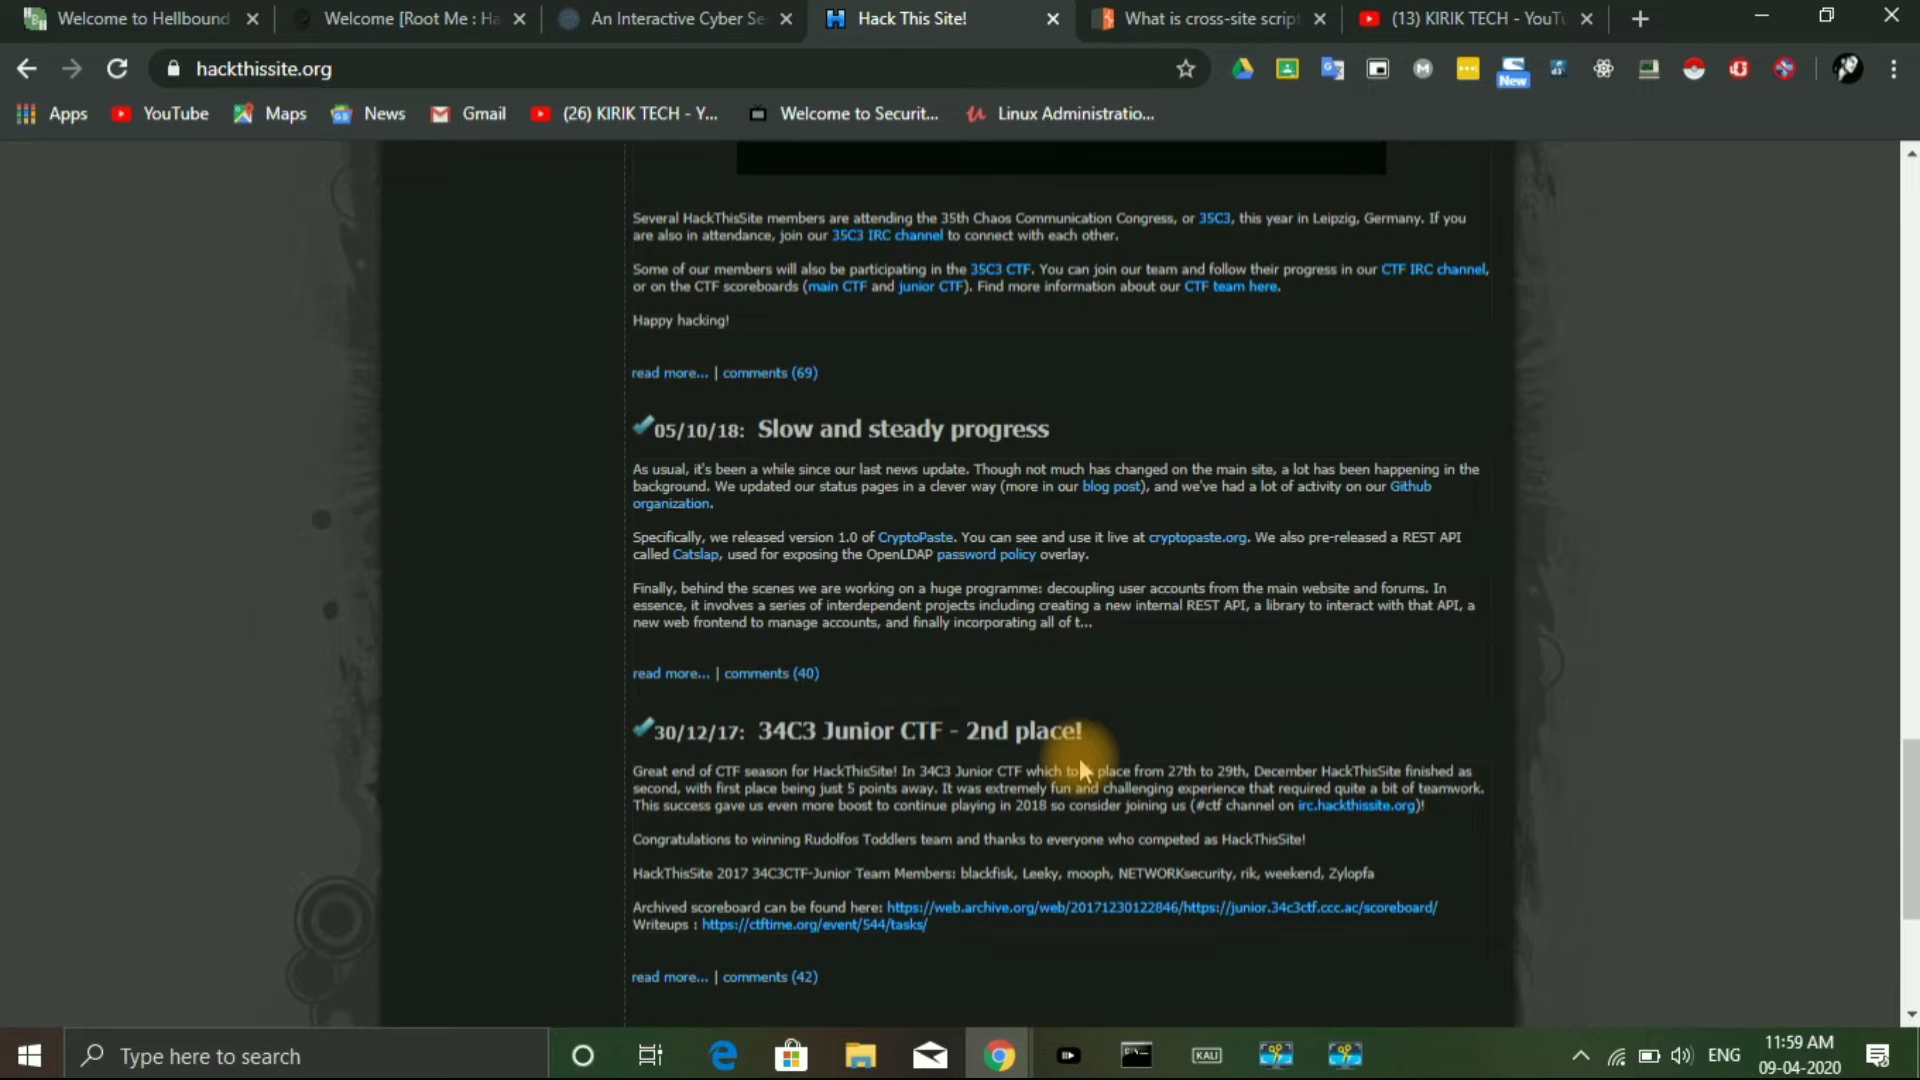 Welcome to Hellbound
Welcome [Root Me : Ha
An Interactive Cyber Se
Hack This Site!
What is cross-site script
(13) KIRIK TECH - YouTu
hackthissite.org
New
Apps
YouTube
Maps
News
Gmail
(26) KIRIK TECH - Y...
Welcome to Securit...
Linux Administratio...
Several HackThisSite members are attending the 35th Chaos Communication Congress, or 35C3, this year in Leipzig, Germany. If you
are also in attendance, join our 35C3 IRC channel to connect with each other.
Some of our members will also be participating in the 35C3 CTF. You can join our team and follow their progress in our CTF IRC channel,
or on the CTF scoreboards (main CTF and junior CTF). Find more information about our CTF team here.
Happy hacking!
read more... | comments (69)
05/10/18: Slow and steady progress
As usual, it's been a while since our last news update. Though not much has changed on the main site, a lot has been happening in the
background. We updated our status pages in a clever way (more in our blog post), and we've had a lot of activity on our Github
organization.
Specifically, we released version 1.0 of CryptoPaste. You can see and use it live at cryptopaste.org. We also pre-released a REST API
called Catslap, used for exposing the OpenLDAP password policy overlay.
Finally, behind the scenes we are working on a huge programme: decoupling user accounts from the main website and forums. In
essence, it involves a series of interdependent projects including creating a new internal REST API, a library to interact with that API, a
new web frontend to manage accounts, and finally incorporating all of t...
read more... | comments (40)
30/12/17: 34C3 Junior CTF - 2nd place!
Great end of CTF season for HackThisSite! In 34C3 Junior CTF which place from 27th to 29th, December HackThisSite finished as
second, with first place being just 5 points away. It was extremely fun and challenging experience that required quite a bit of teamwork.
This success gave us even more boost to continue playing in 2018 so consider joining us (#ctf channel on irc.hackthissite.org)!
Congratulations to winning Rudolfos Toddlers team and thanks to everyone who competed as HackThisSite!
HackThisSite 2017 34C3CTF-Junior Team Members: blackfisk, Leeky, mooph, NETWORKsecurity, rik, weekend, Zylopfa
Archived scoreboard can be found here: https://web.archive.org/web/20171230122846/https://junior.34c3ctf.ccc.ac/scoreboard/
Writeups : https://ctftime.org/event/544/tasks/
read more... | comments (42)
Type here to search
KALI
ENG
11:59 AM
09-04-2020